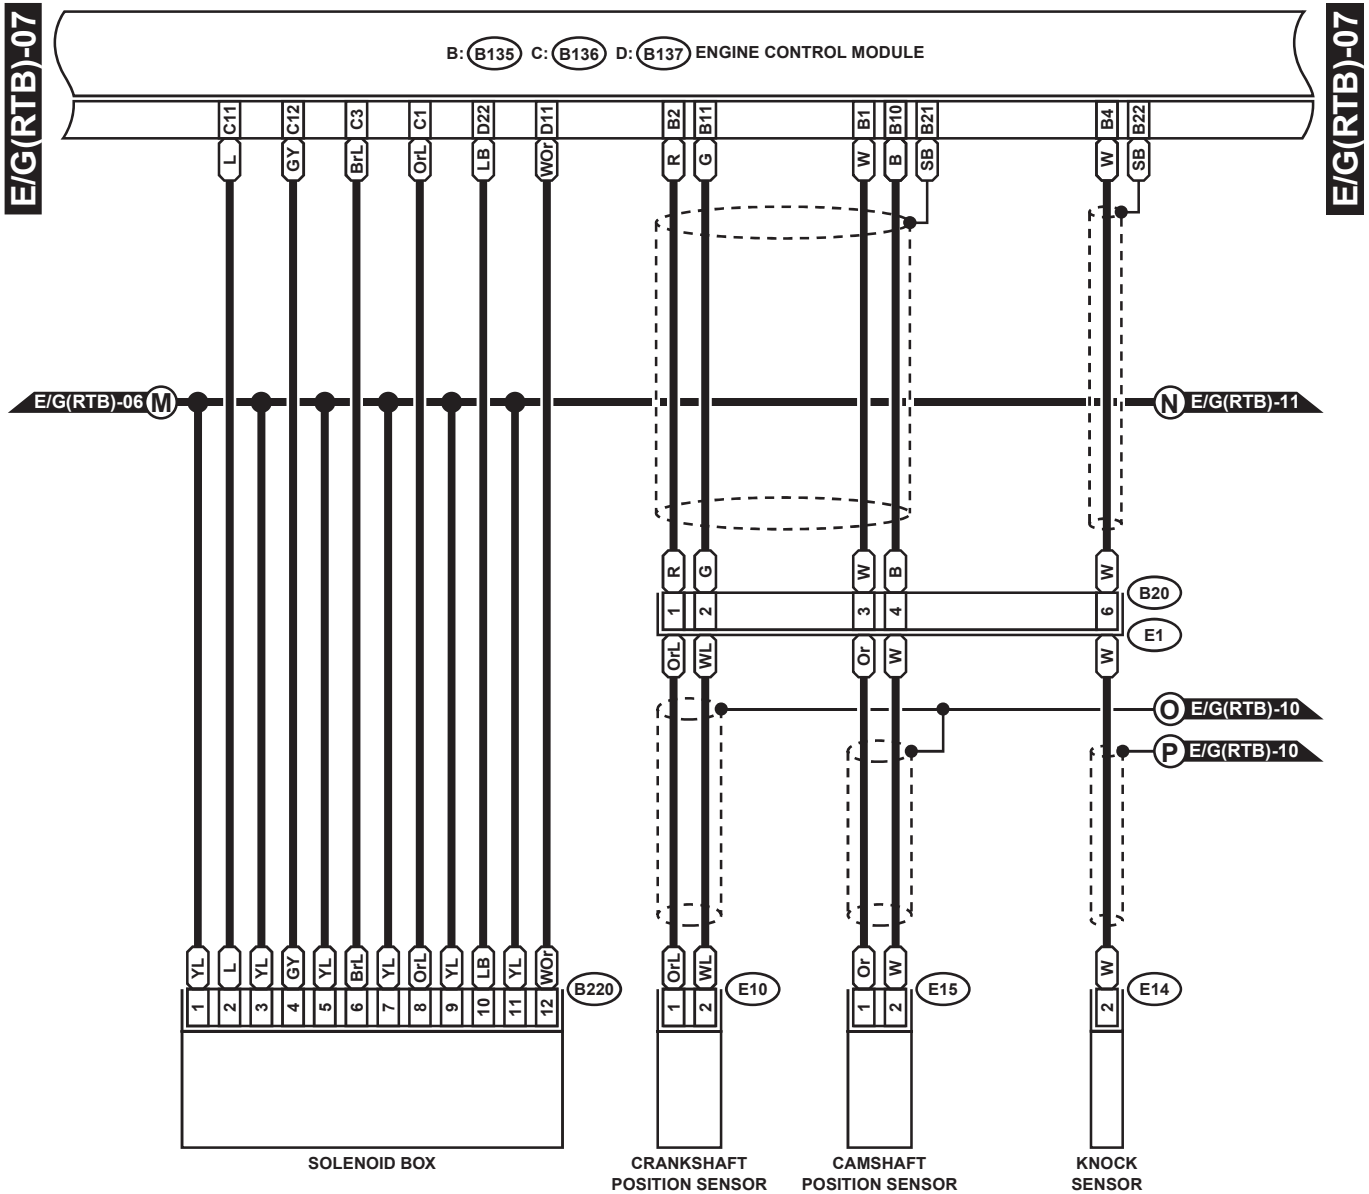 E/G(RTB)-07
E/G(RTB)-07
B: B135 C: B136 D: B137 ENGINE CONTROL MODULE
C11 C12 C3 C1 D22 D11 B2 B11 B1 B10 B21 B4 B22
L GY BrL OrL LB WOr R G W B SB W SB
E/G(RTB)-06 M N E/G(RTB)-11
R G W B W
1 2 3 4 6 B20
E1
OrL WL Or W W
O E/G(RTB)-10
P E/G(RTB)-10
YL L YL GY YL BrL YL OrL YL LB YL WOr OrL WL Or W W
1 2 3 4 5 6 7 8 9 10 11 12 B220 1 2 E10 1 2 E15 2 E14
SOLENOID BOX
CRANKSHAFT
POSITION SENSOR
CAMSHAFT
POSITION SENSOR
KNOCK
SENSOR